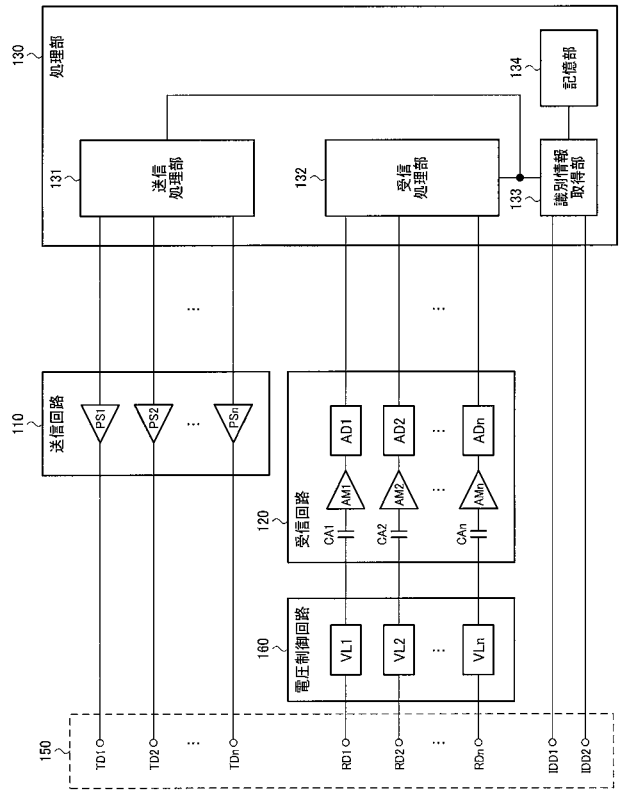 150
TD1
TD2
⋯
TDn
RD1
RD2
⋯
RDn
IDD1
IDD2
110
送信回路
PS1
PS2
⋯
PSn
⋯
160
電圧制御回路
VL1
VL2
⋯
VLn
120
受信回路
CA1
CA2
CAn
AM1
AM2
⋯
AMn
AD1
AD2
⋯
ADn
⋯
130
処理部
131
送信
処理部
132
受信
処理部
133
識別情報
取得部
134
記憶部